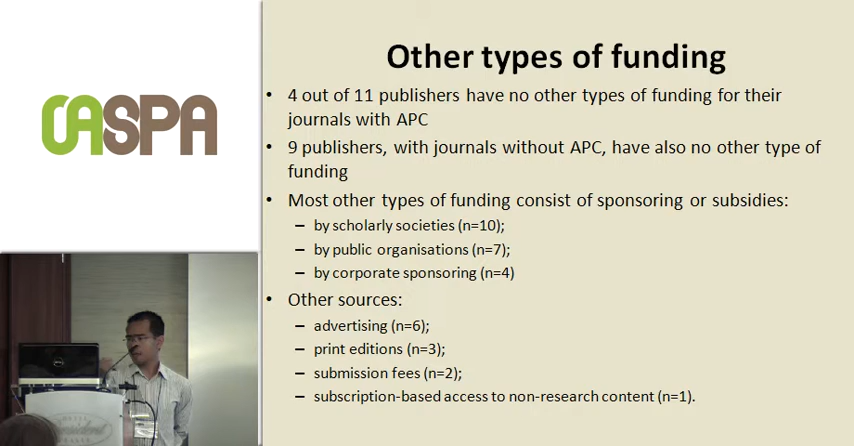 OASPA
Other types of funding
• 4 out of 11 publishers have no other types of funding for their
journals with APC
• 9 publishers, with journals without APC, have also no other type of
funding
• Most other types of funding consist of sponsoring or subsidies:
– by scholarly societies (n=10);
– by public organisations (n=7);
– by corporate sponsoring (n=4)
• Other sources:
– advertising (n=6);
– print editions (n=3);
– submission fees (n=2);
– subscription-based access to non-research content (n=1).